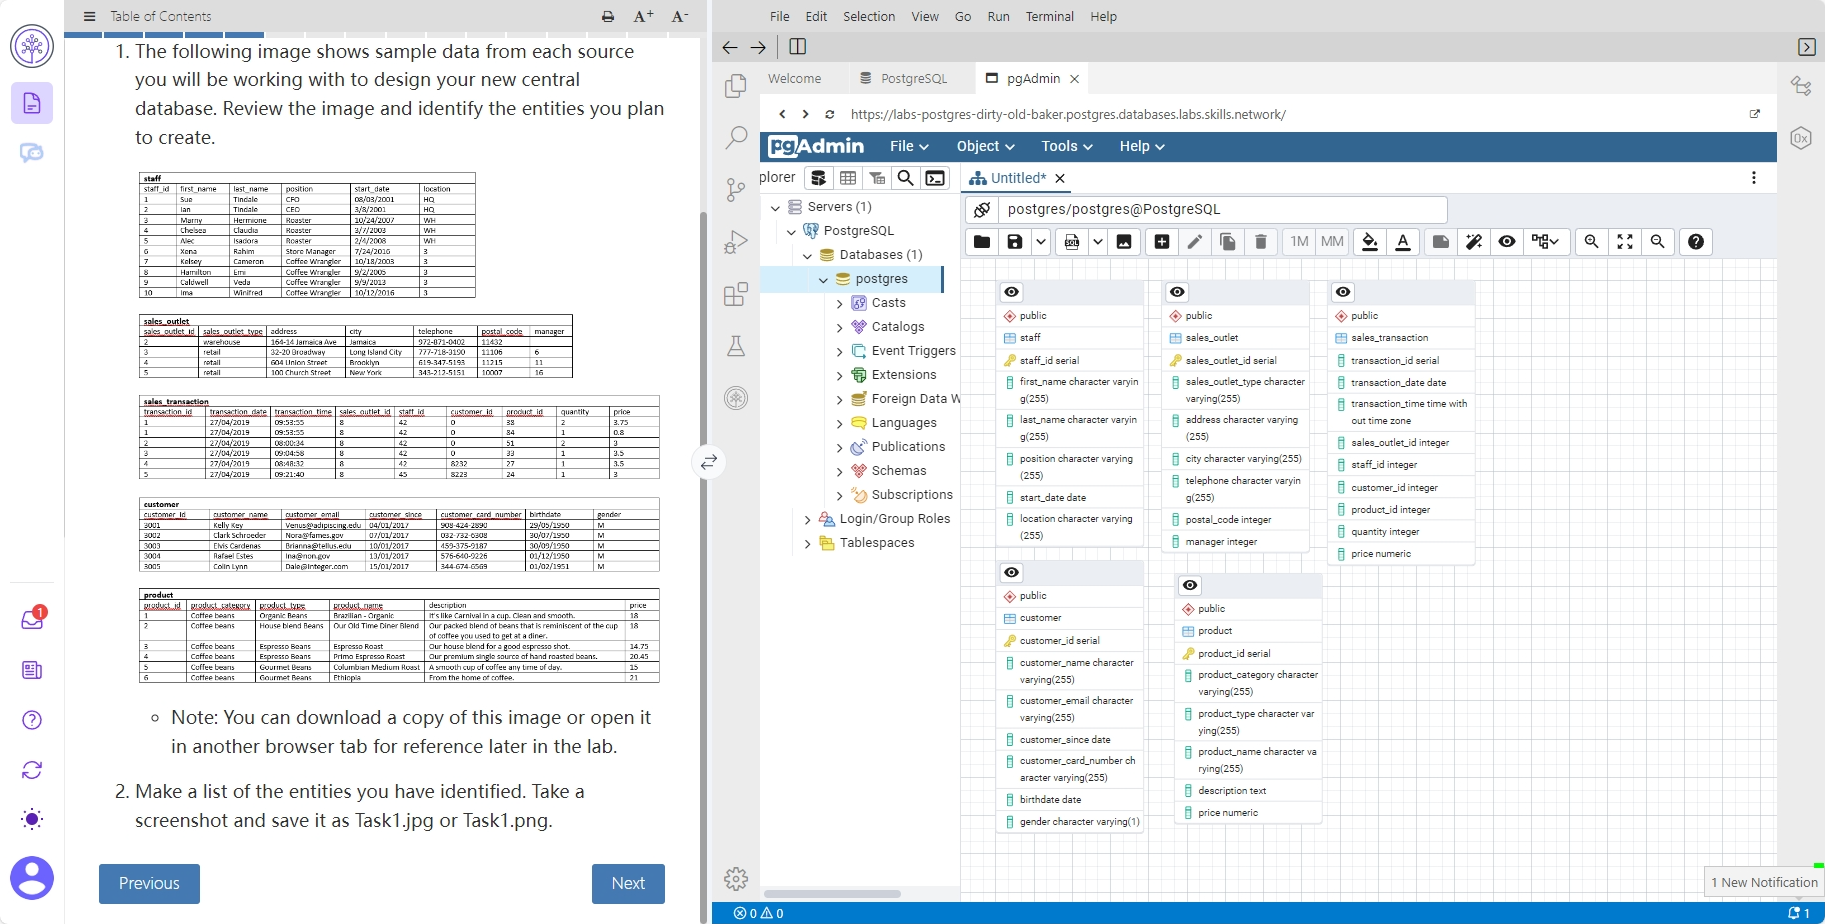 Table of Contents
A+ A-
1. The following image shows sample data from each source
you will be working with to design your new central
database. Review the image and identify the entities you plan
to create.
staff
staff_id first_name last_name position start_date location
1 Sue Tindale CFO 08/03/2001 HQ
2 Ian Tindale CEO 3/8/2001 HQ
3 Marny Hermione Roaster 10/24/2007 WH
4 Chelsea Claudia Roaster 3/7/2003 WH
5 Alec Isadora Roaster 2/4/2008 WH
6 Xena Rahim Store Manager 7/24/2016 3
7 Kelsey Cameron Coffee Wrangler 10/18/2003 3
8 Hamilton Emi Coffee Wrangler 9/2/2005 3
9 Caldwell Veda Coffee Wrangler 9/9/2013 3
10 Ima Winifred Coffee Wrangler 10/12/2016 3
sales_outlet
sales_outlet_id sales_outlet_type address city telephone postal_code manager
2 warehouse 164-14 Jamaica Ave Jamaica 972-871-0402 11432
3 retail 32-20 Broadway Long Island City 777-718-3190 11106 6
4 retail 604 Union Street Brooklyn 619-347-5193 11215 11
5 retail 100 Church Street New York 343-212-5151 10007 16
sales_transaction
transaction_id transaction_date transaction_time sales_outlet_id staff_id customer_id product_id quantity price
1 27/04/2019 09:53:55 8 42 0 38 2 3.75
1 27/04/2019 09:53:55 8 42 0 84 1 0.8
2 27/04/2019 08:00:34 8 42 0 51 2 3
3 27/04/2019 09:04:58 8 42 0 33 1 3.5
4 27/04/2019 08:48:32 8 42 8232 27 1 3.5
5 27/04/2019 09:21:40 8 45 8223 24 1 3
customer
customer_id customer_name customer_email customer_since customer_card_number birthdate gender
3001 Kelly Key Venus@adipiscing.edu 04/01/2017 908-424-2890 29/05/1950 M
3002 Clark Schroeder Nora@fames.gov 07/01/2017 032-732-6308 30/07/1950 M
3003 Elvis Cardenas Brianna@tellus.edu 10/01/2017 459-375-9187 30/09/1950 M
3004 Rafael Estes Ina@non.gov 13/01/2017 576-640-9226 01/12/1950 M
3005 Colin Lynn Dale@Integer.com 15/01/2017 344-674-6569 01/02/1951 M
product
product_id product_category product_type product_name description price
1 Coffee beans Organic Beans Brazilian - Organic It's like Carnival in a cup. Clean and smooth. 18
2 Coffee beans House blend Beans Our Old Time Diner Blend Our packed blend of beans that is reminiscent of the cup 18
of coffee you used to get at a diner.
3 Coffee beans Espresso Beans Espresso Roast Our house blend for a good espresso shot. 14.75
4 Coffee beans Espresso Beans Primo Espresso Roast Our premium single source of hand roasted beans. 20.45
5 Coffee beans Gourmet Beans Columbian Medium Roast A smooth cup of coffee any time of day. 15
6 Coffee beans Gourmet Beans Ethiopia From the home of coffee. 21
Note: You can download a copy of this image or open it
in another browser tab for reference later in the lab.
2. Make a list of the entities you have identified. Take a
screenshot and save it as Task1.jpg or Task1.png.
Previous Next
1
File Edit Selection View Go Run Terminal Help
Welcome PostgreSQL pgAdmin
https://labs-postgres-dirty-old-baker.postgres.databases.labs.skills.network/
pgAdmin File Object Tools Help
plorer
Servers (1)
PostgreSQL
Databases (1)
postgres
Casts
Catalogs
Event Triggers
Extensions
Foreign Data W
Languages
Publications
Schemas
Subscriptions
Login/Group Roles
Tablespaces
Untitled*
postgres/postgres@PostgreSQL
SQL 1M MM
public
staff
staff_id serial
first_name character varyin
g(255)
last_name character varyin
g(255)
position character varying
(255)
start_date date
location character varying
(255)
public
sales_outlet
sales_outlet_id serial
sales_outlet_type character
varying(255)
address character varying
(255)
city character varying(255)
telephone character varyin
g(255)
postal_code integer
manager integer
public
sales_transaction
transaction_id serial
transaction_date date
transaction_time time with
out time zone
sales_outlet_id integer
staff_id integer
customer_id integer
product_id integer
quantity integer
price numeric
public
customer
customer_id serial
customer_name character
varying(255)
customer_email character
varying(255)
customer_since date
customer_card_number ch
aracter varying(255)
birthdate date
gender character varying(1)
public
product
product_id serial
product_category character
varying(255)
product_type character var
ying(255)
product_name character va
rying(255)
description text
price numeric
0x
1 New Notification
0 0
1